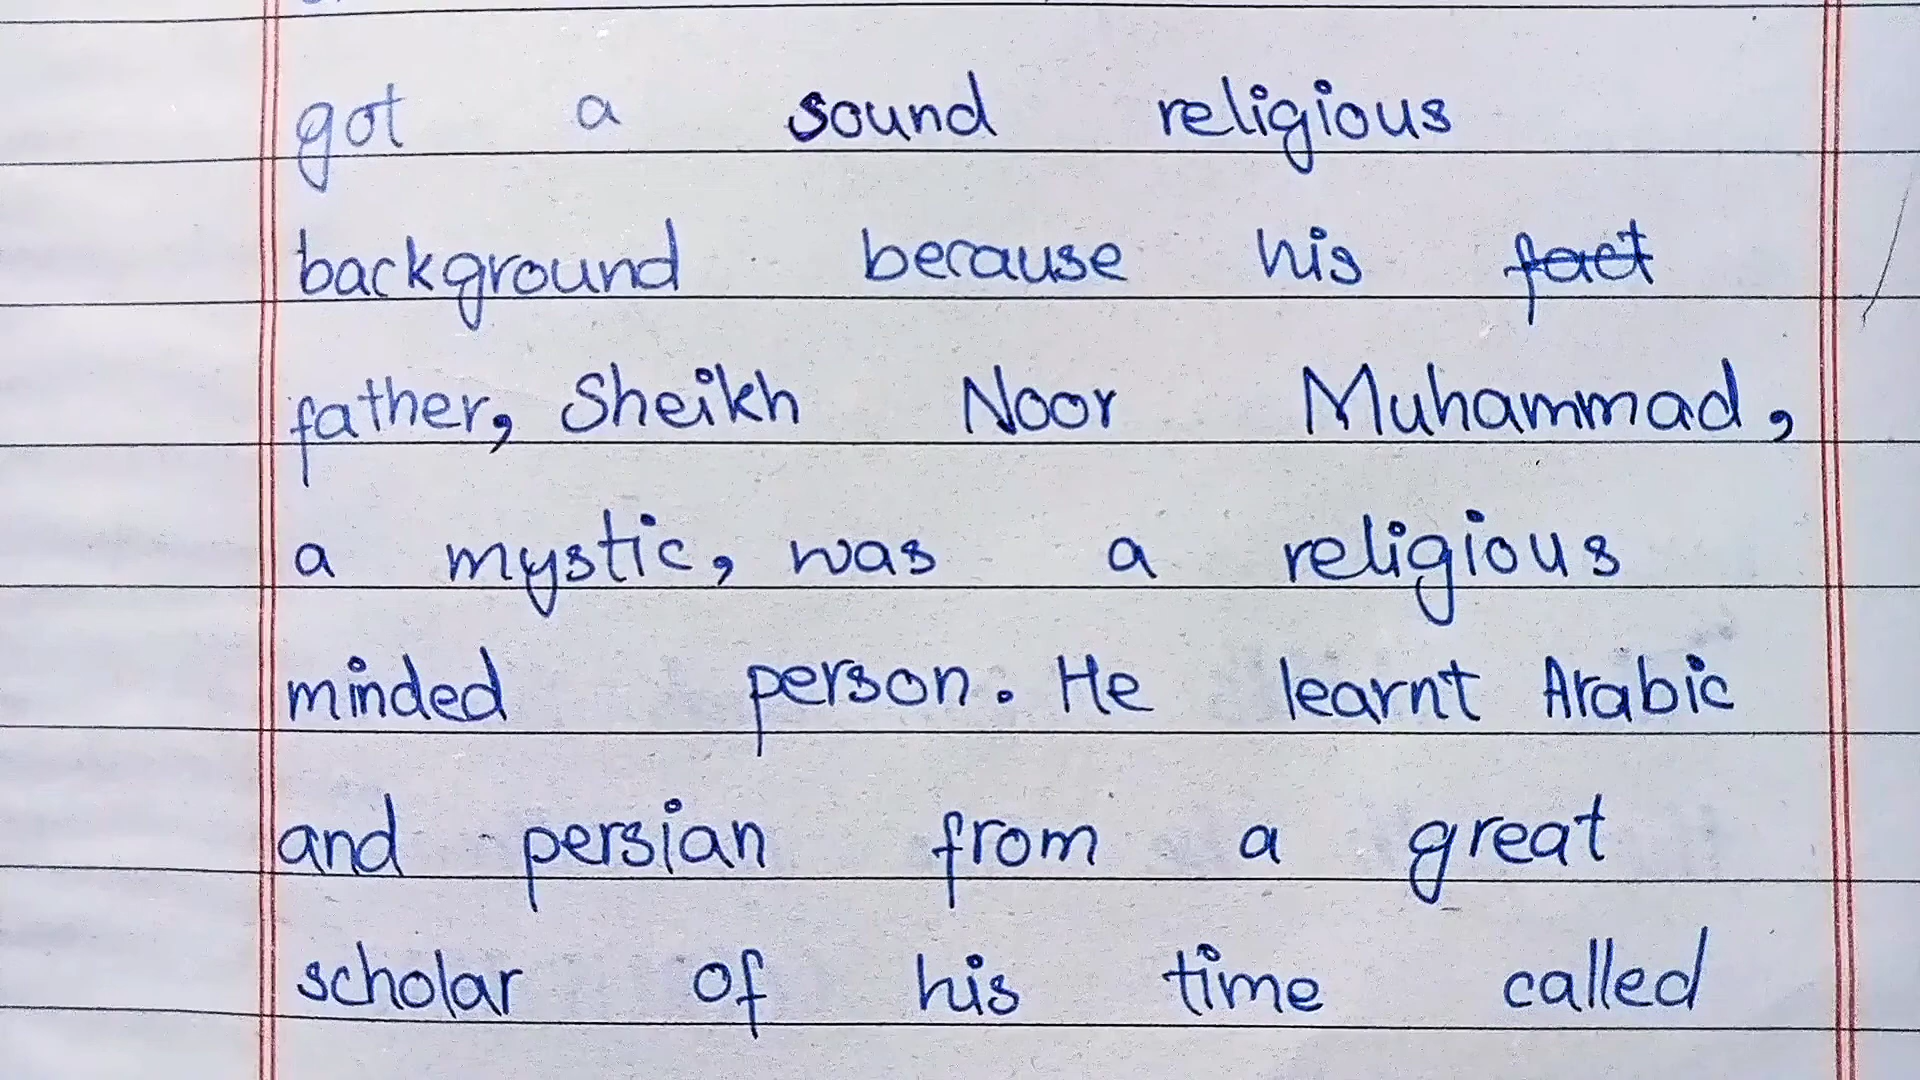 got a sound religious
background because his fact
father, Sheikh Noor Muhammad,
a mystic, was a religious
minded person. He learnt Arabic
and persian from a great
scholar of his time called